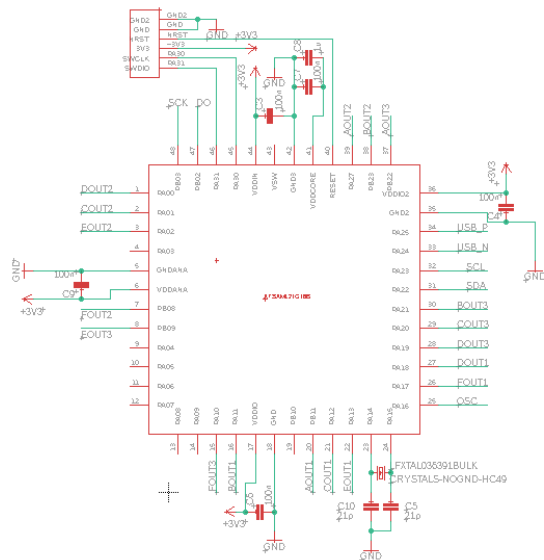 GND2
GND2
GND
GND
GND
4RST
4RST
3V3
+3V3
+3V3
SWCLK
PA30
SWDIO
PA31
+3V3
C3
100n
GND
C8
1µ
C7
100n
SCK
DO
AOUT2
BOUT2
AOUT3
48
47
46
45
44
43
42
41
40
39
38
37
PB03
PB02
PA31
PA30
VDDIN
VSW
GND3
VDDCORE
RESET
PA27
PB23
PB22
DOUT2
1
PA00
COUT2
2
PA01
EOUT2
3
PA02
4
PA03
GND
5
GNDANA
100n
C9
6
VDDANA
+3V3
FOUT2
7
PB08
EOUT3
8
PB09
9
PA04
10
PA05
11
PA06
12
PA07
VDDIO2
36
+3V3
100n
C4
GND2
35
PA25
34
USB_P
PA24
33
USB_N
GND
PA23
32
SCL
PA22
31
SDA
PA21
30
BOUT3
PA20
29
COUT3
PA19
28
DOUT3
PA18
27
DOUT1
PA17
26
FOUT1
PA16
25
OSC
PA08
PA09
PA10
PA11
VDDIO
GND
PB10
PB11
PA12
PA13
PA14
PA15
13
14
15
16
17
18
19
20
21
22
23
24
FOUT3
BOUT1
AOUT1
COUT1
EOUT1
+3V3
C6
100n
GND
FXTAL036391BULK
CRYSTALS-NOGND-HC49
C10
21p
C5
21p
GND